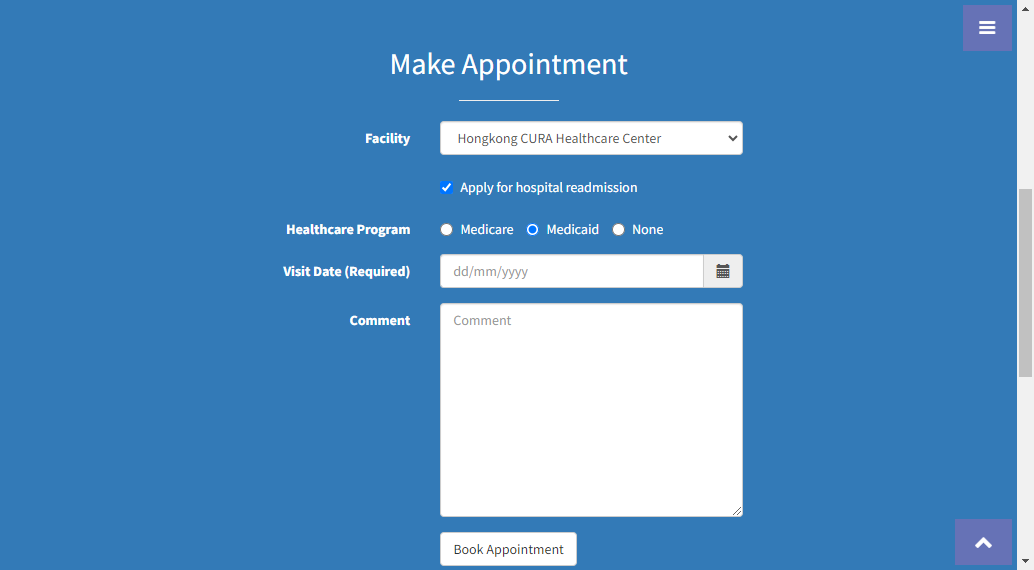 Make Appointment
Facility
Hongkong CURA Healthcare Center
Apply for hospital readmission
Healthcare Program
Medicare Medicaid None
Visit Date (Required)
dd/mm/yyyy
Comment
Comment
Book Appointment